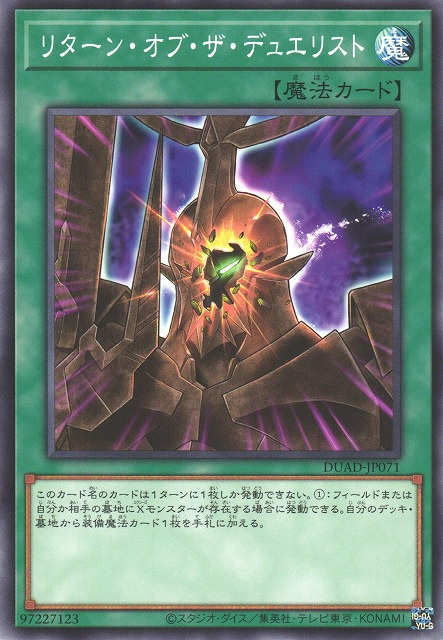 リターン・オブ・ザ・デュエリスト
魔
【魔法カード】
DUAD-JP071
このカード名のカードは1ターンに1枚しか発動できない。①:フィールドまたは
自分か相手の墓地にXモンスターが存在する場合に発動できる。自分のデッキ・
墓地から装備魔法カード1枚を手札に加える。
97227123
©スタジオ・ダイス／集英社・テレビ東京・KONAMI